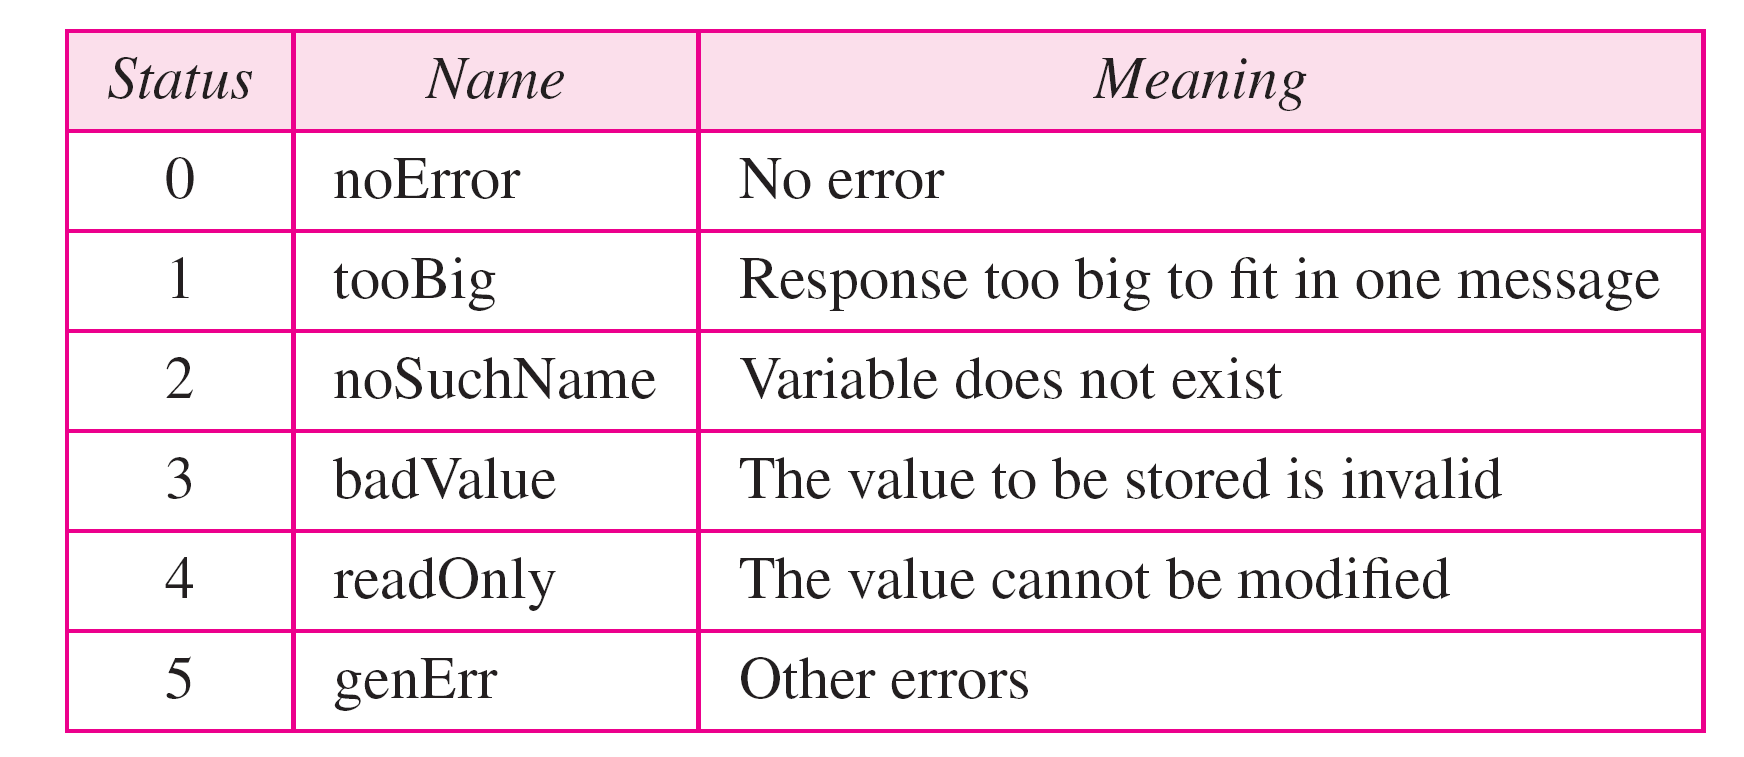 Status Name Meaning
0 noError No error
1 tooBig Response too big to fit in one message
2 noSuchName Variable does not exist
3 badValue The value to be stored is invalid
4 readOnly The value cannot be modified
5 genErr Other errors